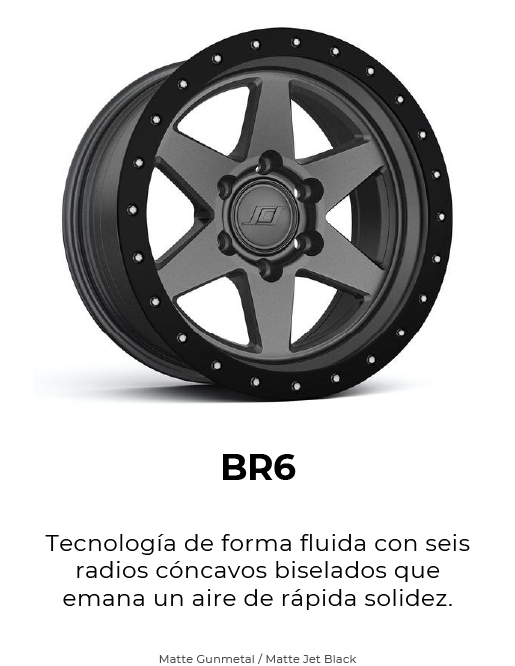 BR6
Tecnología de forma fluida con seis
radios cóncavos biselados que
emana un aire de rápida solidez.
Matte Gunmetal / Matte Jet Black